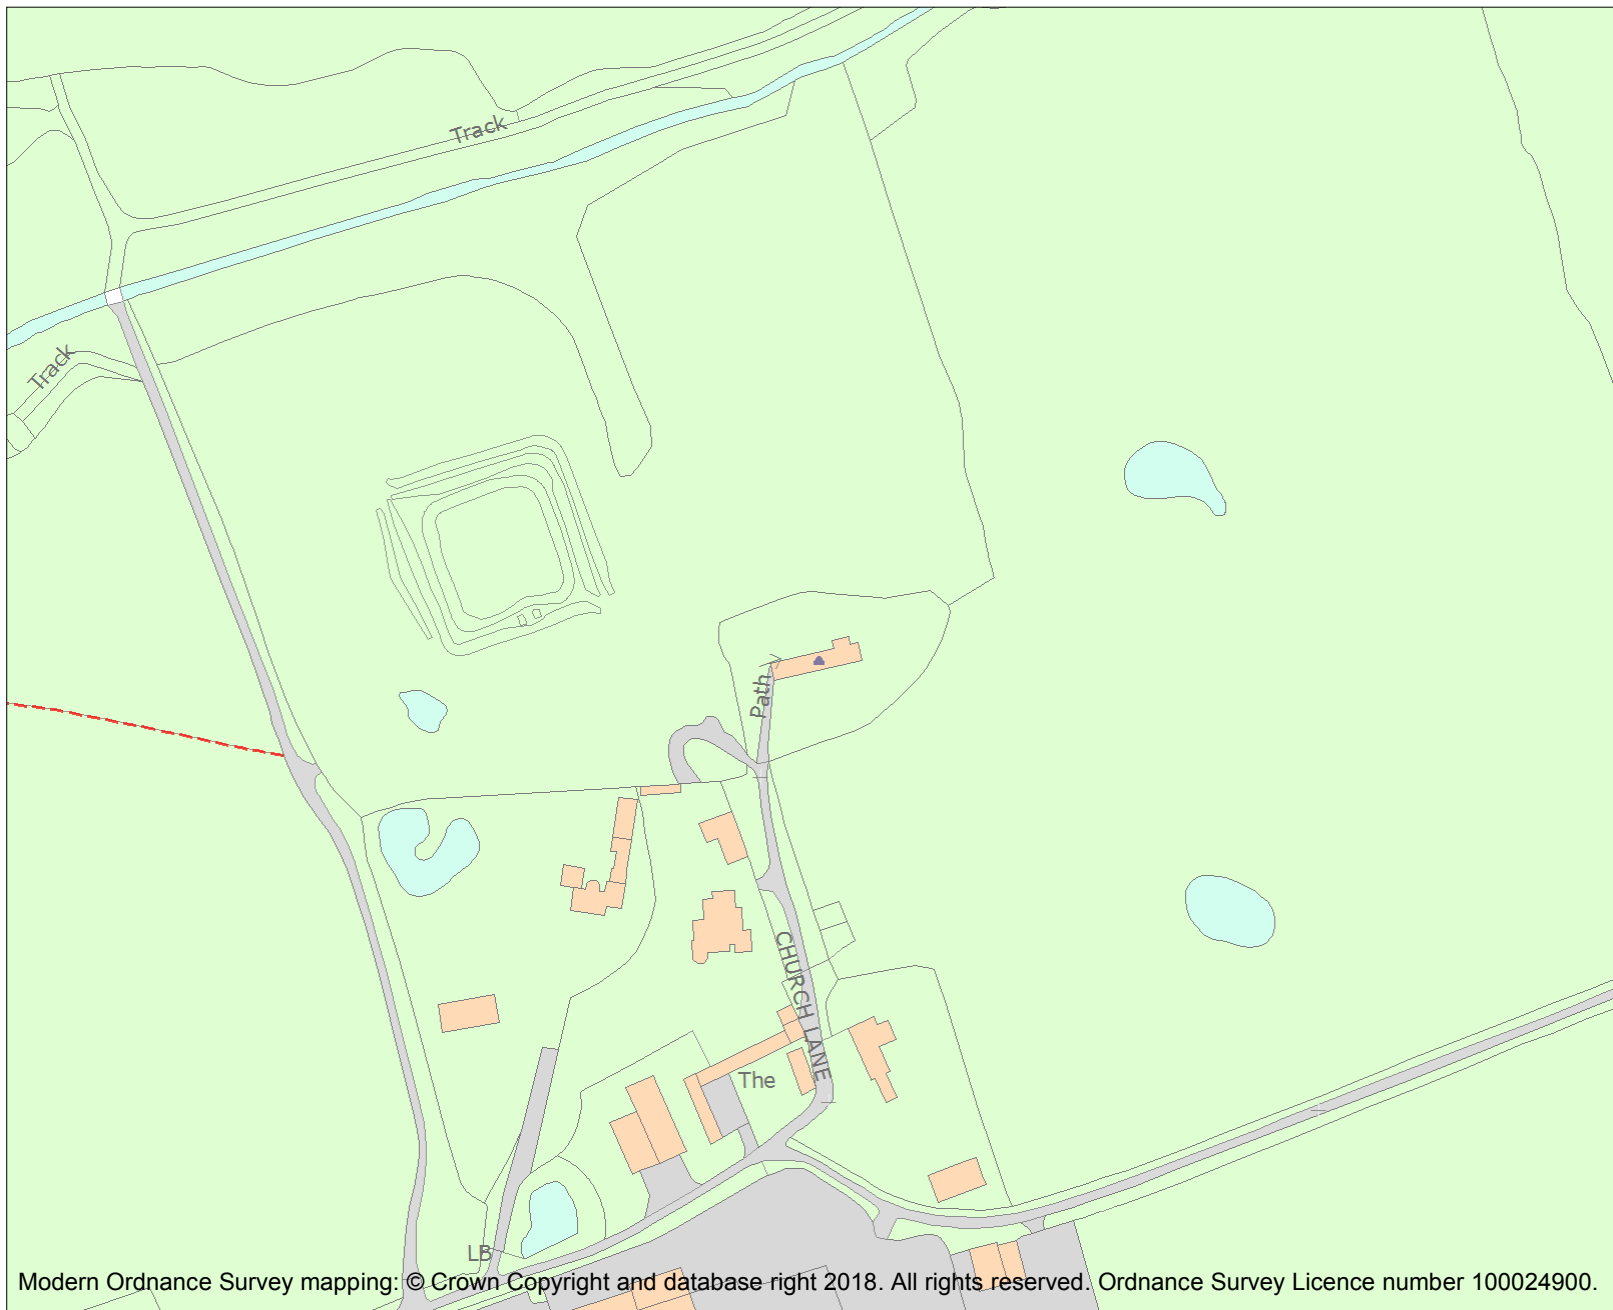 Track
Track
Path
CHURCH LANE
The
LB
Modern Ordnance Survey mapping: © Crown Copyright and database right 2018. All rights reserved. Ordnance Survey Licence number 100024900.